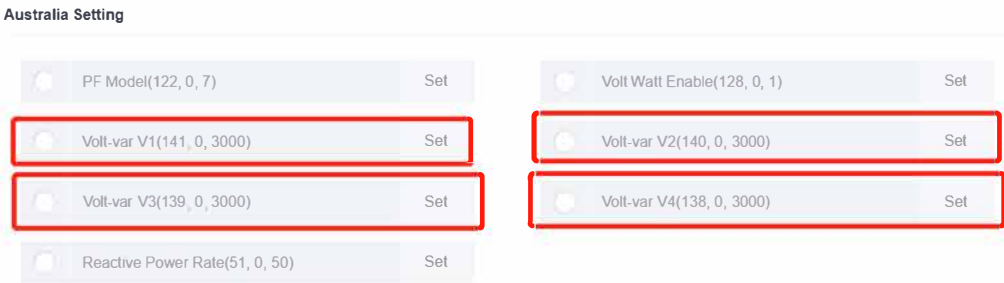 Australia Setting
PF Model(122, 0, 7) Set Volt Watt Enable(128, 0, 1) Set
Volt-var V1(141, 0, 3000) Set Volt-var V2(140, 0, 3000) Set
Volt-var V3(139, 0, 3000) Set Volt-var V4(138, 0, 3000) Set
Reactive Power Rate(51, 0, 50) Set